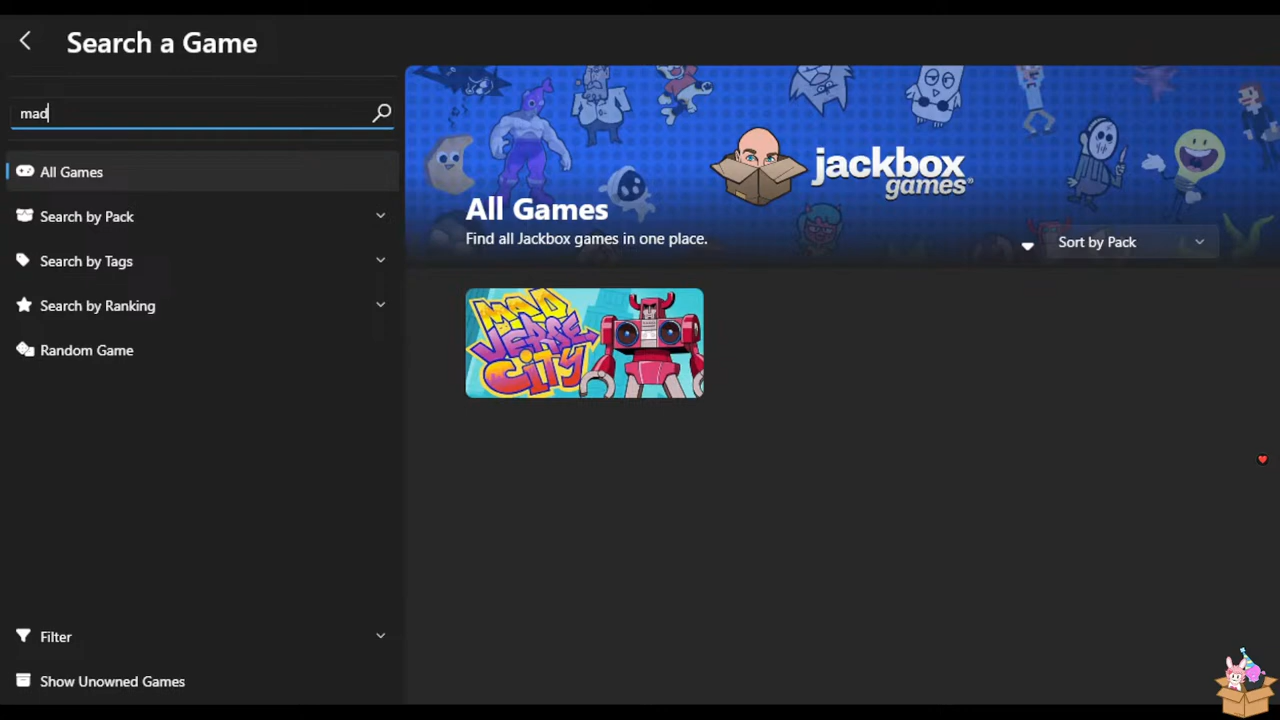 Search a Game
mad
All Games
Search by Pack
Search by Tags
Search by Ranking
Random Game
Filter
Show Unowned Games
jackbox
games®
All Games
Find all Jackbox games in one place.
Sort by Pack
MAD
VERSE
CITY